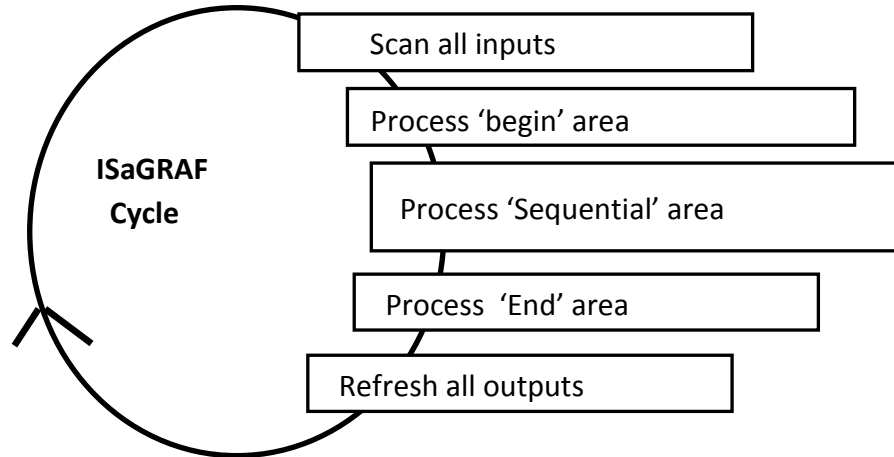 Scan all inputs
Process ‘begin’ area
ISaGRAF
Cycle
Process ‘Sequential’ area
Process ‘End’ area
Refresh all outputs